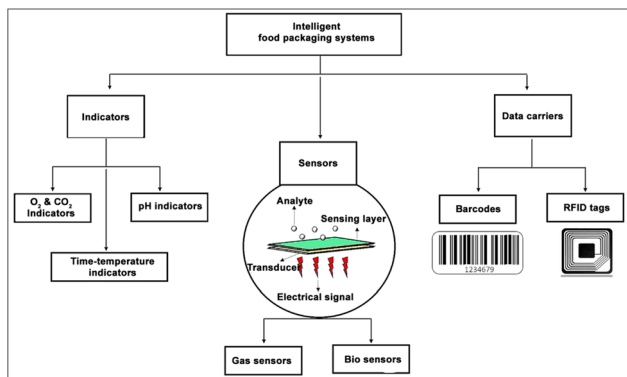 Intelligent
food packaging systems
Indicators
Data carriers
Sensors
O₂ & CO₂
Indicators
pH indicators
Time-temperature
indicators
Analyte
Sensing layer
Transducer
Electrical signal
Barcodes
RFID tags
1234679
Gas sensors
Bio sensors